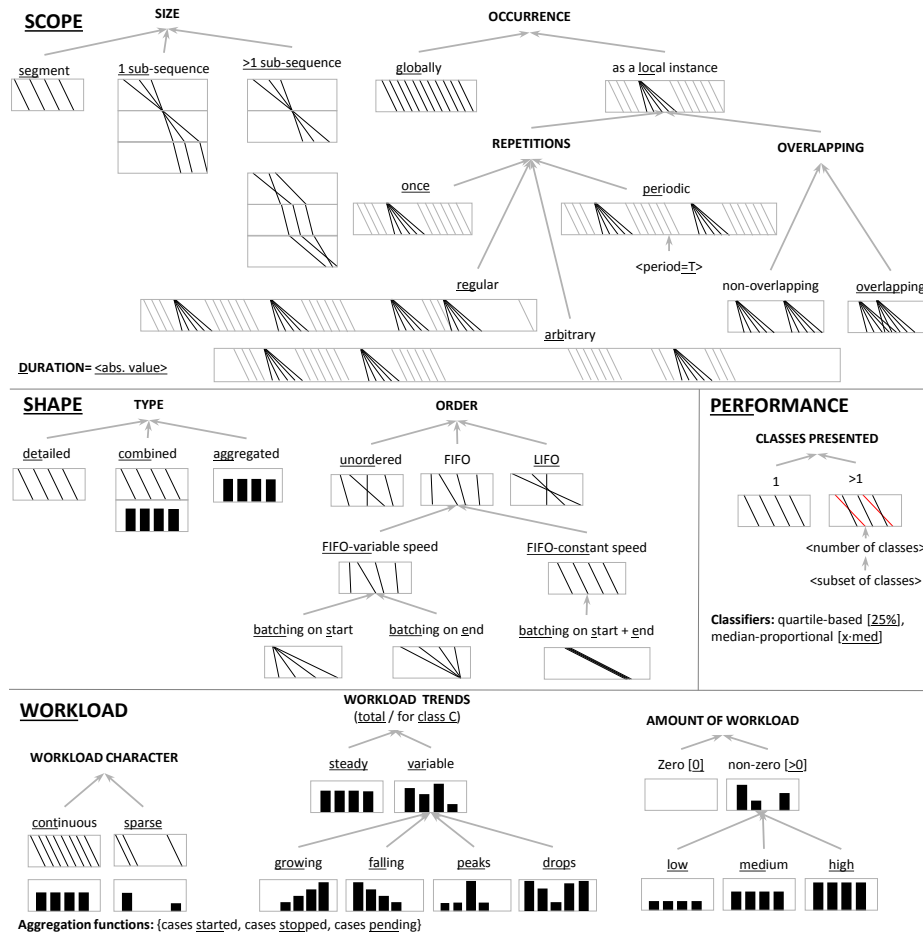 SCOPE
SIZE
OCCURRENCE
segment
1 sub-sequence
>1 sub-sequence
globally
as a local instance
REPETITIONS
OVERLAPPING
once
periodic
<period=T>
regular
non-overlapping
overlapping
arbitrary
DURATION= <abs. value>
SHAPE
TYPE
ORDER
PERFORMANCE
CLASSES PRESENTED
detailed
combined
aggregated
unordered
FIFO
LIFO
1
>1
FIFO-variable speed
FIFO-constant speed
<number of classes>
<subset of classes>
batching on start
batching on end
batching on start + end
Classifiers: quartile-based [25%],
median-proportional [x·med]
WORKLOAD
WORKLOAD TRENDS
(total / for class C)
AMOUNT OF WORKLOAD
WORKLOAD CHARACTER
steady
variable
Zero [0]
non-zero [>0]
continuous
sparse
growing
falling
peaks
drops
low
medium
high
Aggregation functions: {cases started, cases stopped, cases pending}